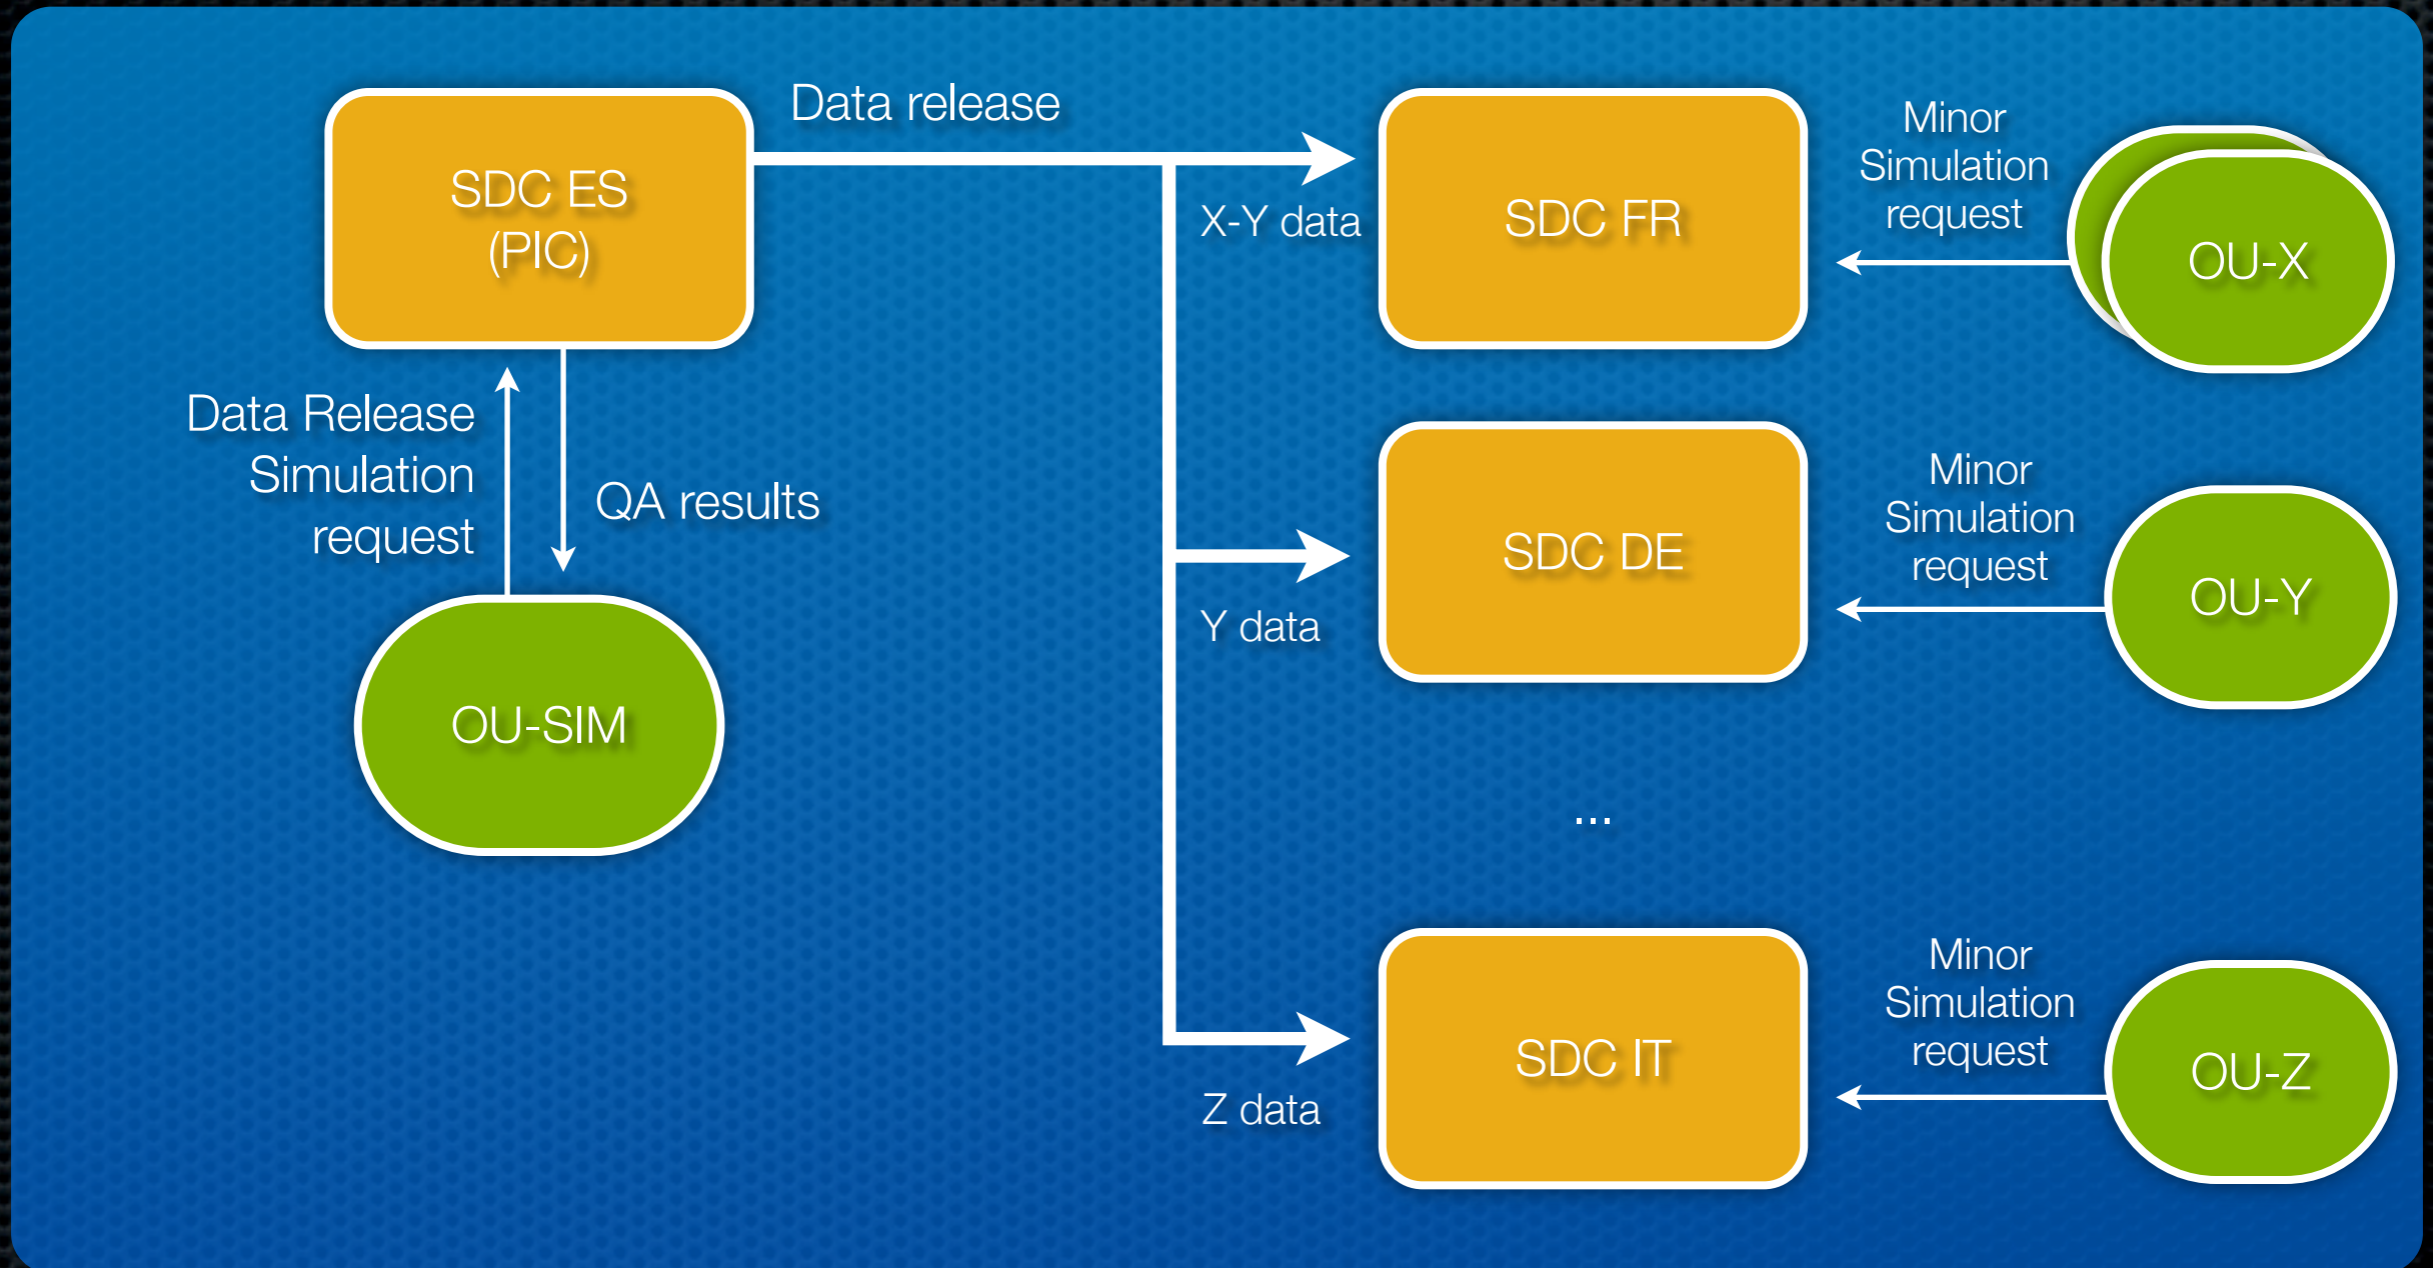 SDC ES
(PIC)
Data release
X-Y data
SDC FR
Minor
Simulation
request
OU-X
Data Release
Simulation
request
QA results
OU-SIM
Y data
SDC DE
Minor
Simulation
request
OU-Y
...
Z data
SDC IT
Minor
Simulation
request
OU-Z